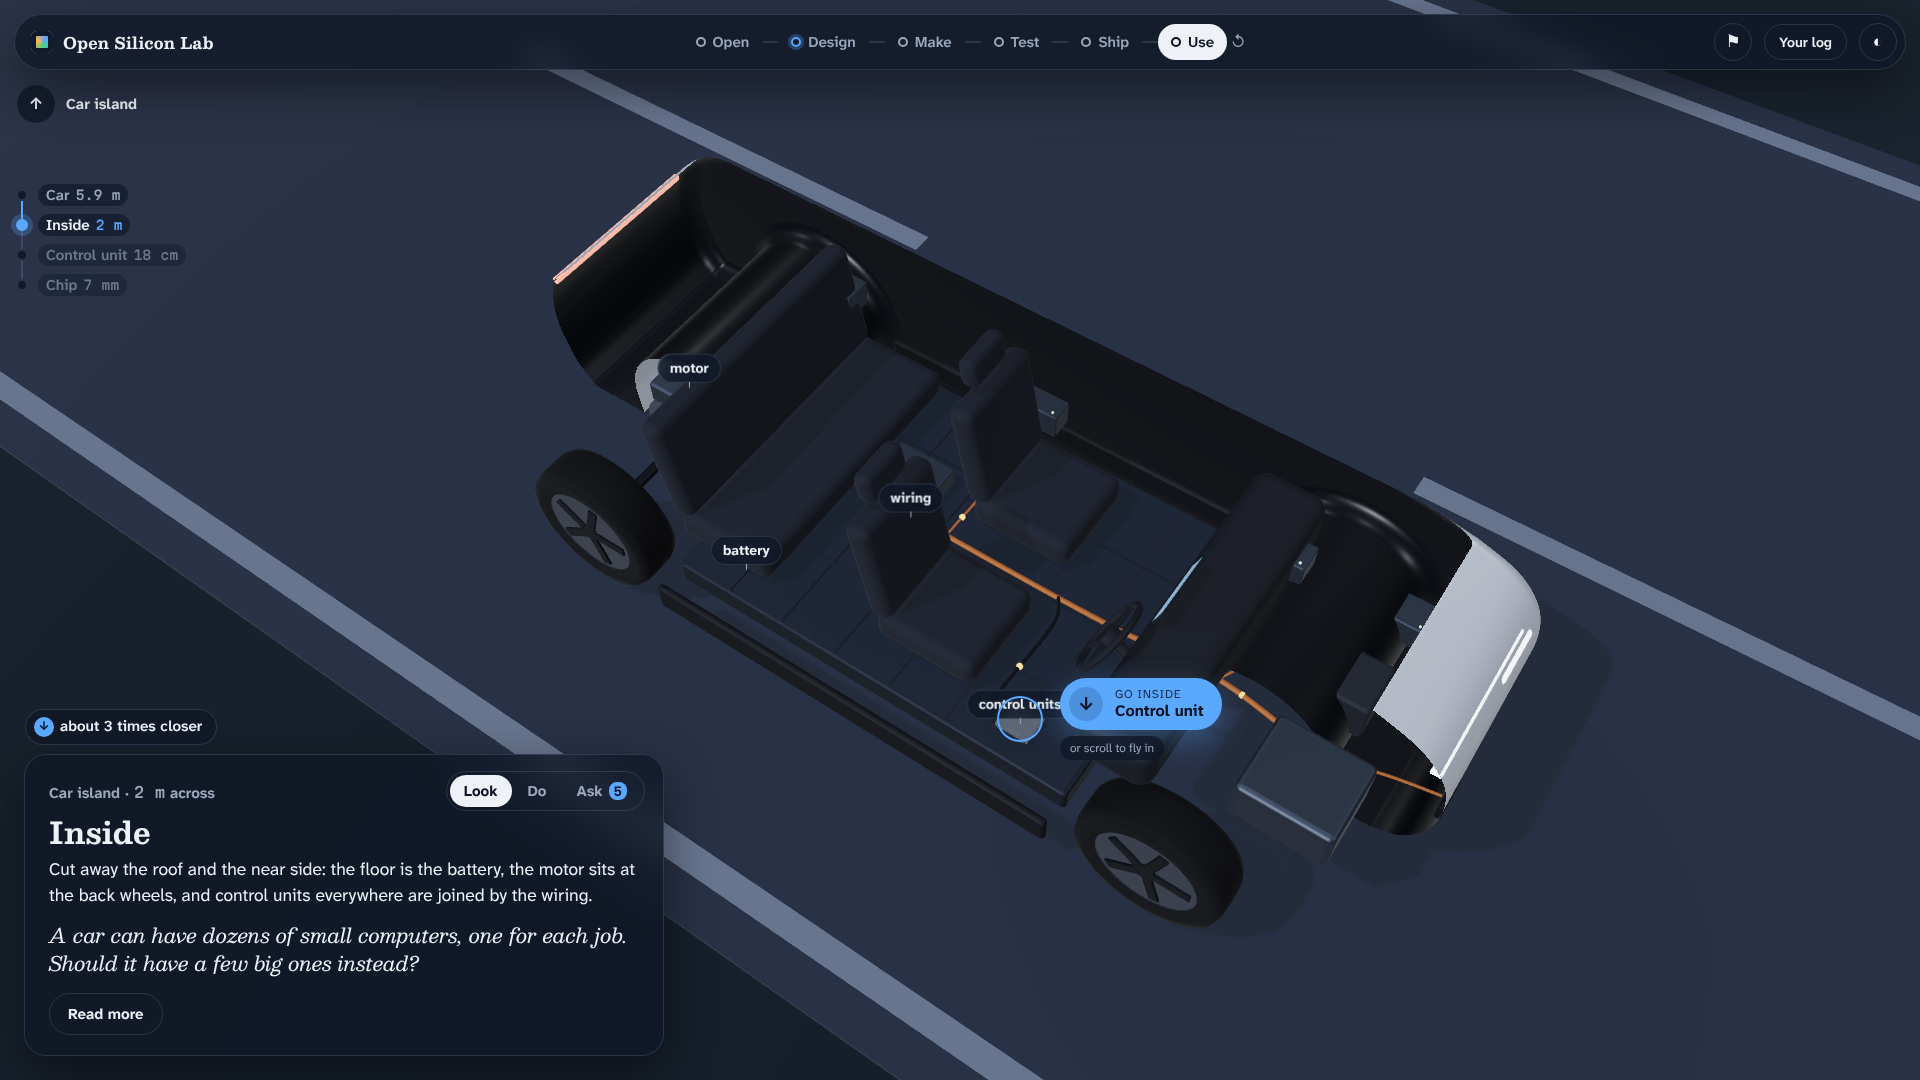 Open Silicon Lab
Open
Design
Make
Test
Ship
Use
Your log
Car island
Car 5.9 m
Inside 2 m
Control unit 18 cm
Chip 7 mm
motor
wiring
battery
control units
GO INSIDE
Control unit
or scroll to fly in
about 3 times closer
Car island · 2 m across
Look
Do
Ask 5
Inside
Cut away the roof and the near side: the floor is the battery, the motor sits at
the back wheels, and control units everywhere are joined by the wiring.
A car can have dozens of small computers, one for each job.
Should it have a few big ones instead?
Read more